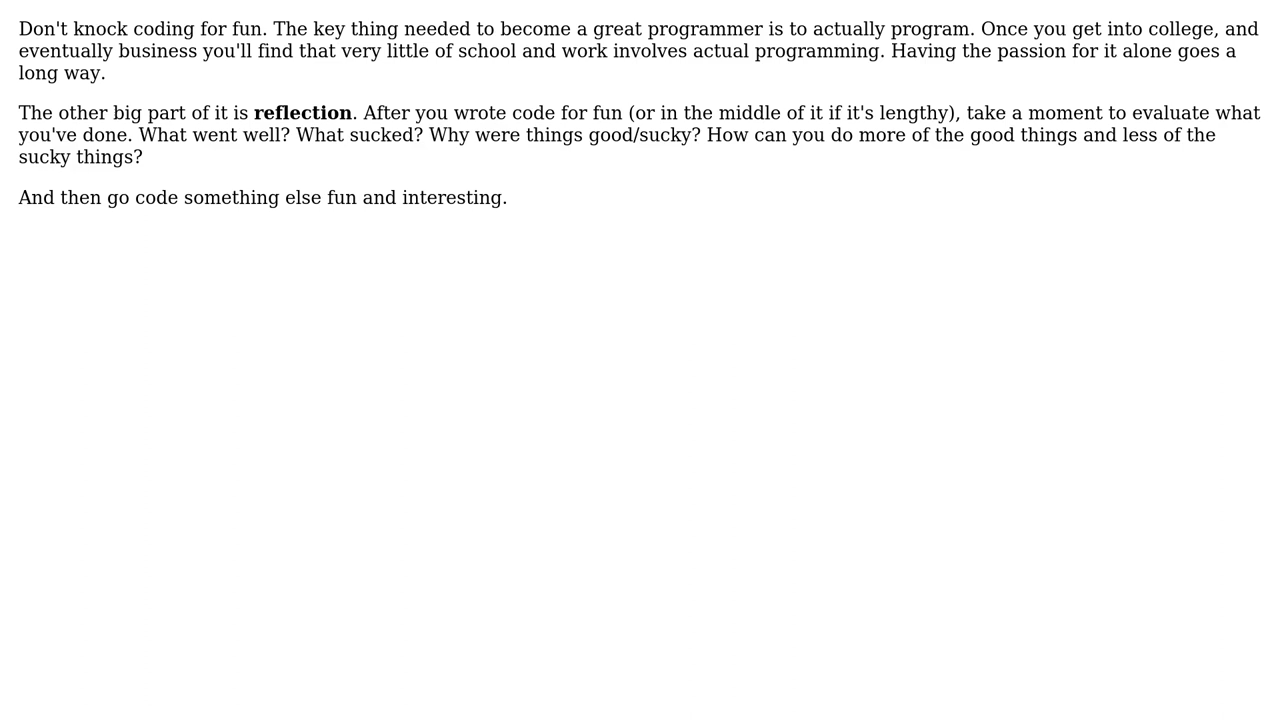 Don't knock coding for fun. The key thing needed to become a great programmer is to actually program. Once you get into college, and
eventually business you'll find that very little of school and work involves actual programming. Having the passion for it alone goes a
long way.
The other big part of it is reflection. After you wrote code for fun (or in the middle of it if it's lengthy), take a moment to evaluate what
you've done. What went well? What sucked? Why were things good/sucky? How can you do more of the good things and less of the
sucky things?
And then go code something else fun and interesting.